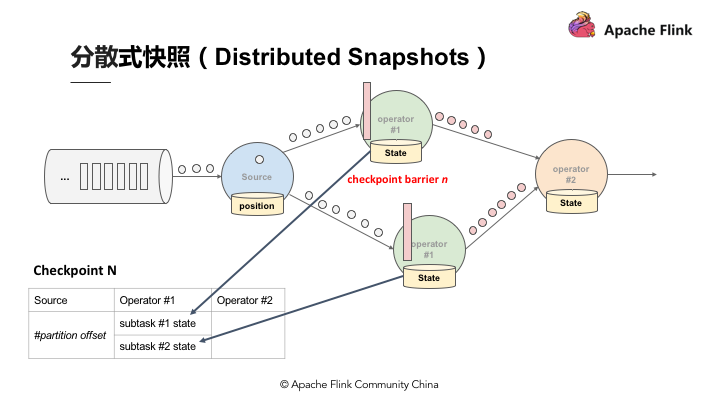 Apache Flink
分散式快照 ( Distributed Snapshots )
operator
#1
State
...
Source
position
checkpoint barrier n
operator
#2
State
operator
#1
State
Checkpoint N
Source Operator #1 Operator #2
#partition offset
subtask #1 state
subtask #2 state
© Apache Flink Community China